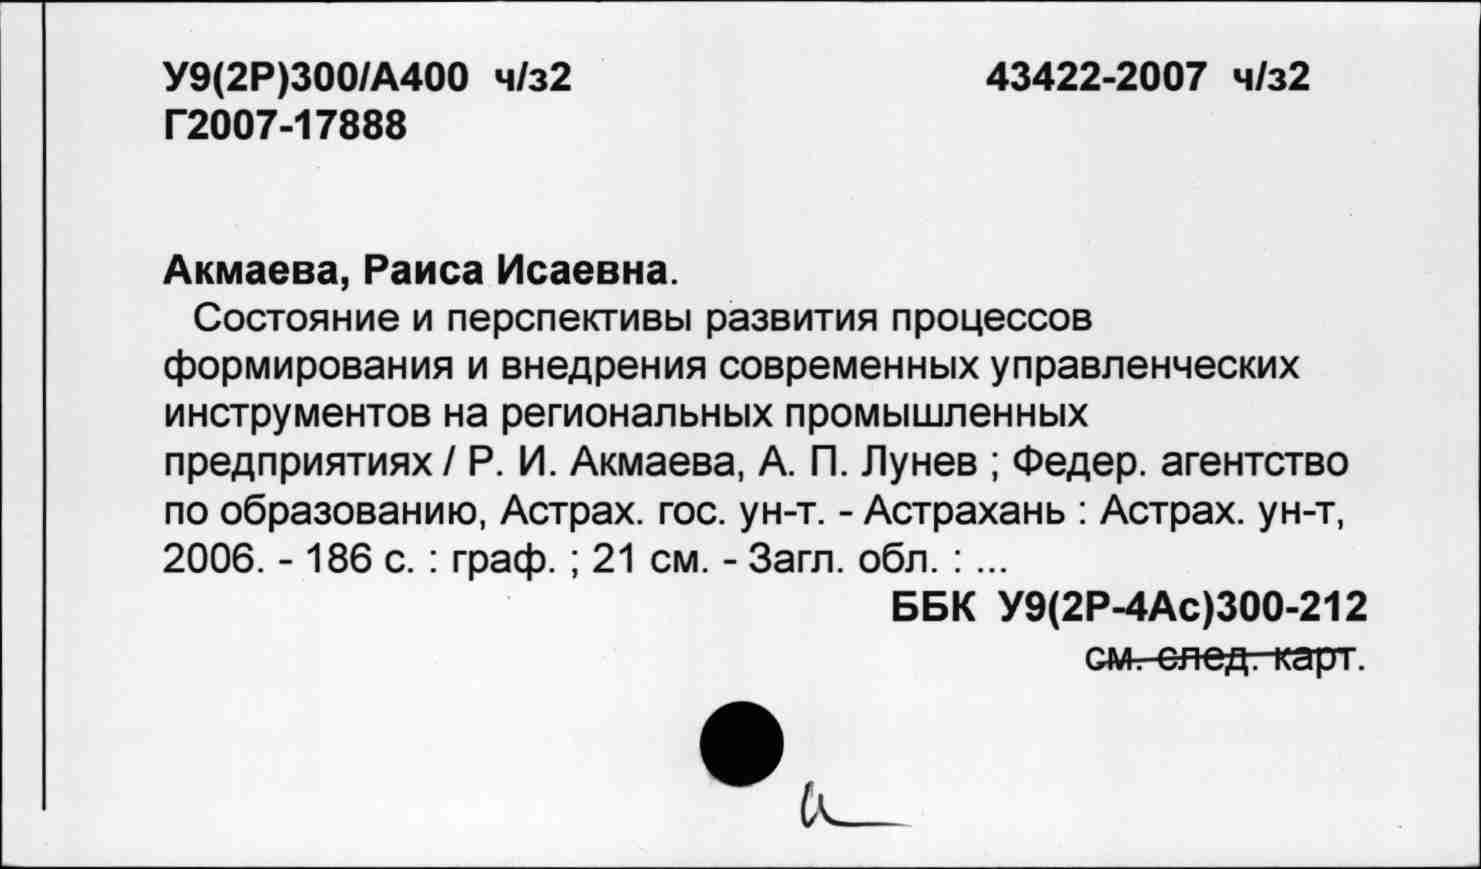 У9(2Р)300/А400 ч/з2 43422-2007 ч/з2
Г2007-17888
Акмаева, Раиса Исаевна.
Состояние и перспективы развития процессов
формирования и внедрения современных управленческих
инструментов на региональных промышленных
предприятиях / Р. И. Акмаева, А. П. Лунев ; Федер. агентство
по образованию, Астрах. гос. ун-т. - Астрахань : Астрах. ун-т,
2006. - 186 с. : граф. ; 21 см. - Загл. обл. : ...
ББК У9(2Р-4Ас)300-212
см. след. карт.